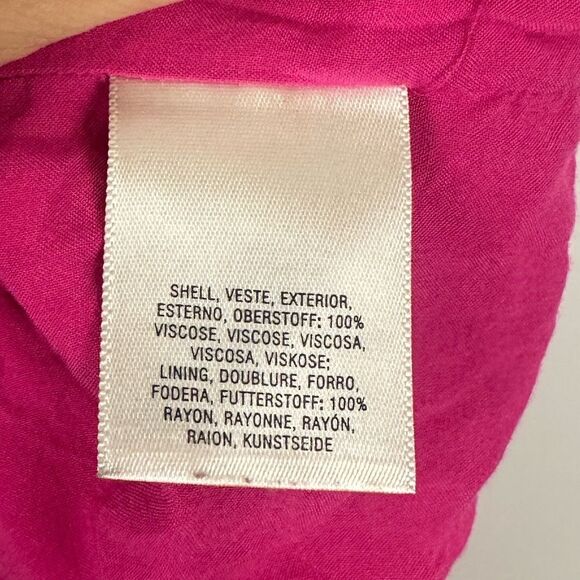 SHELL, VESTE, EXTERIOR,
ESTERNO, OBERSTOFF: 100%
VISCOSE, VISCOSE, VISCOSA,
VISCOSA, VISKOSE;
LINING, DOUBLURE, FORRO,
FODERA, FUTTERSTOFF: 100%
RAYON, RAYONNE, RAYÓN,
RAION, KUNSTSEIDE